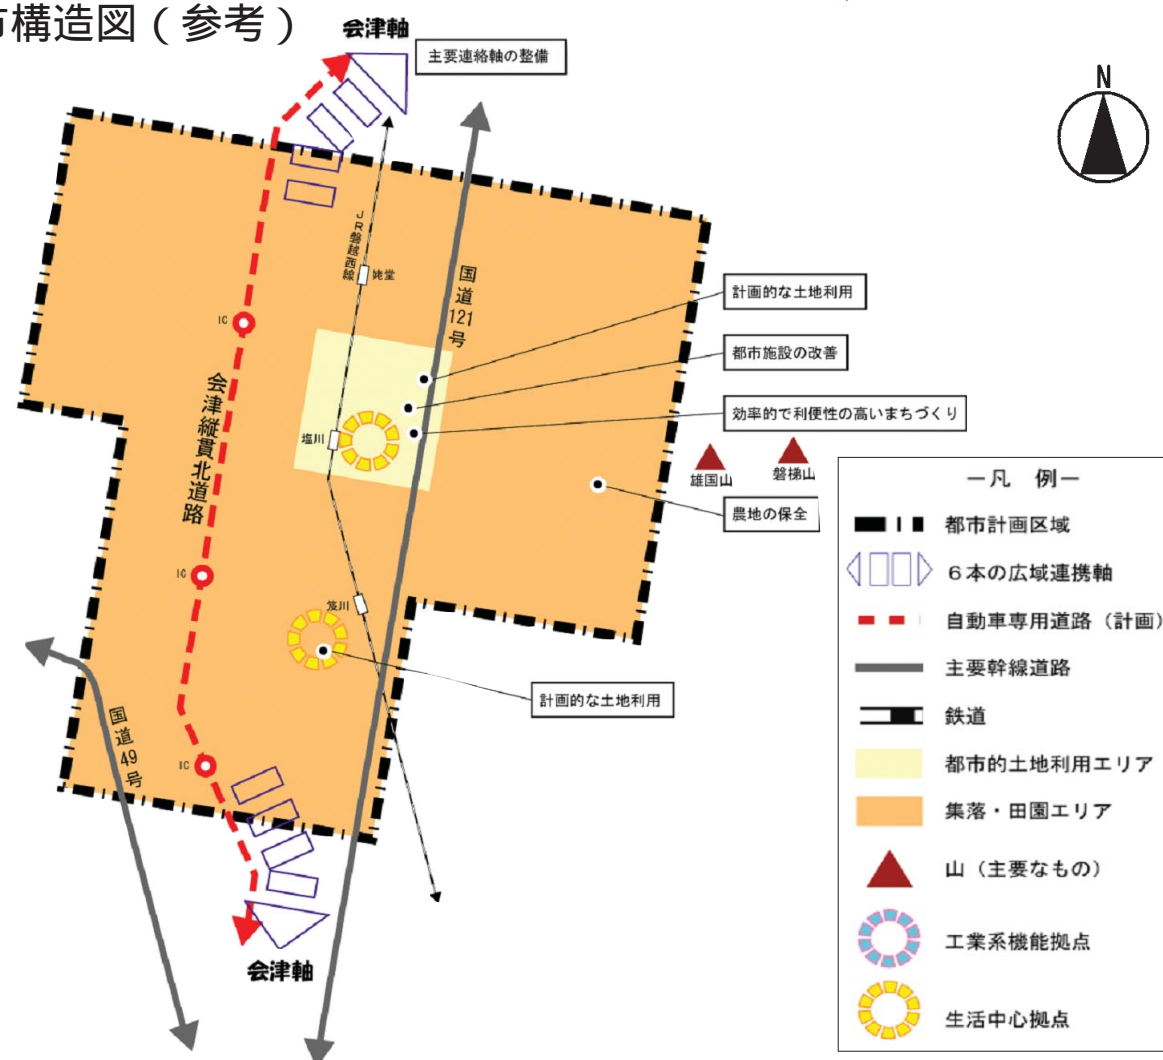 市構造図（参考）
会津軸
主要連絡軸の整備
N
JR磐越西線
姥堂
国道121号
計画的な土地利用
IC
都市施設の改善
会津縦貫北道路
効率的で利便性の高いまちづくり
塩川
雄国山
磐梯山
農地の保全
IC
笈川
計画的な土地利用
国道49号
IC
会津軸
－凡 例－
都市計画区域
６本の広域連携軸
自動車専用道路（計画）
主要幹線道路
鉄道
都市的土地利用エリア
集落・田園エリア
山（主要なもの）
工業系機能拠点
生活中心拠点